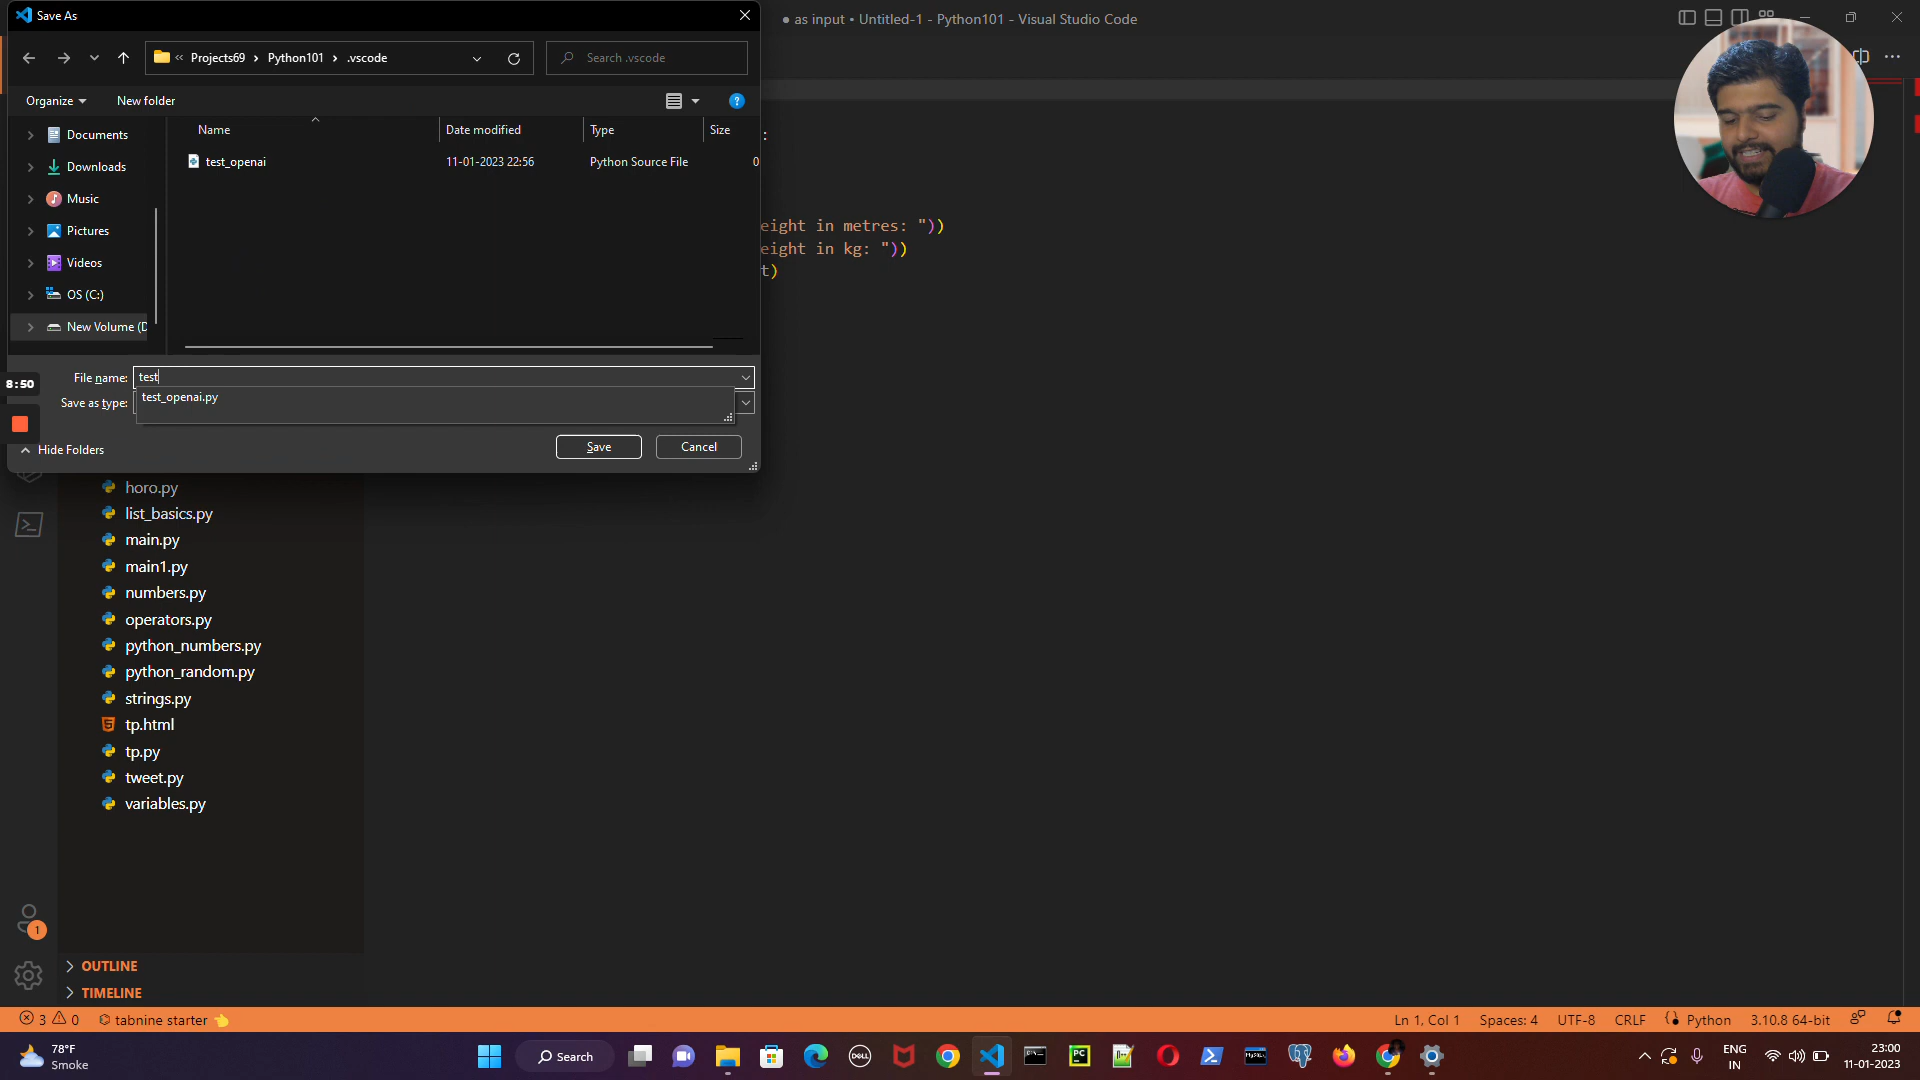 Save As
● as input • Untitled-1 - Python101 - Visual Studio Code
« Projects69 › Python101 › .vscode
Search .vscode
Organize
New folder
Name
Date modified
Type
Size
:
Documents
test_openai
11-01-2023 22:56
Python Source File
0
Downloads
Music
Pictures
eight in metres: "))
eight in kg: "))
t)
Videos
OS (C:)
New Volume (D
8:50
File name:
test
Save as type:
test_openai.py
Save
Cancel
Hide Folders
horo.py
list_basics.py
main.py
main1.py
numbers.py
operators.py
python_numbers.py
python_random.py
strings.py
tp.html
tp.py
tweet.py
variables.py
1
OUTLINE
TIMELINE
3
0
tabnine starter
Ln 1, Col 1
Spaces: 4
UTF-8
CRLF
Python
3.10.8 64-bit
78°F
Smoke
Search
DELL
PC
MySQL
ENG
IN
23:00
11-01-2023